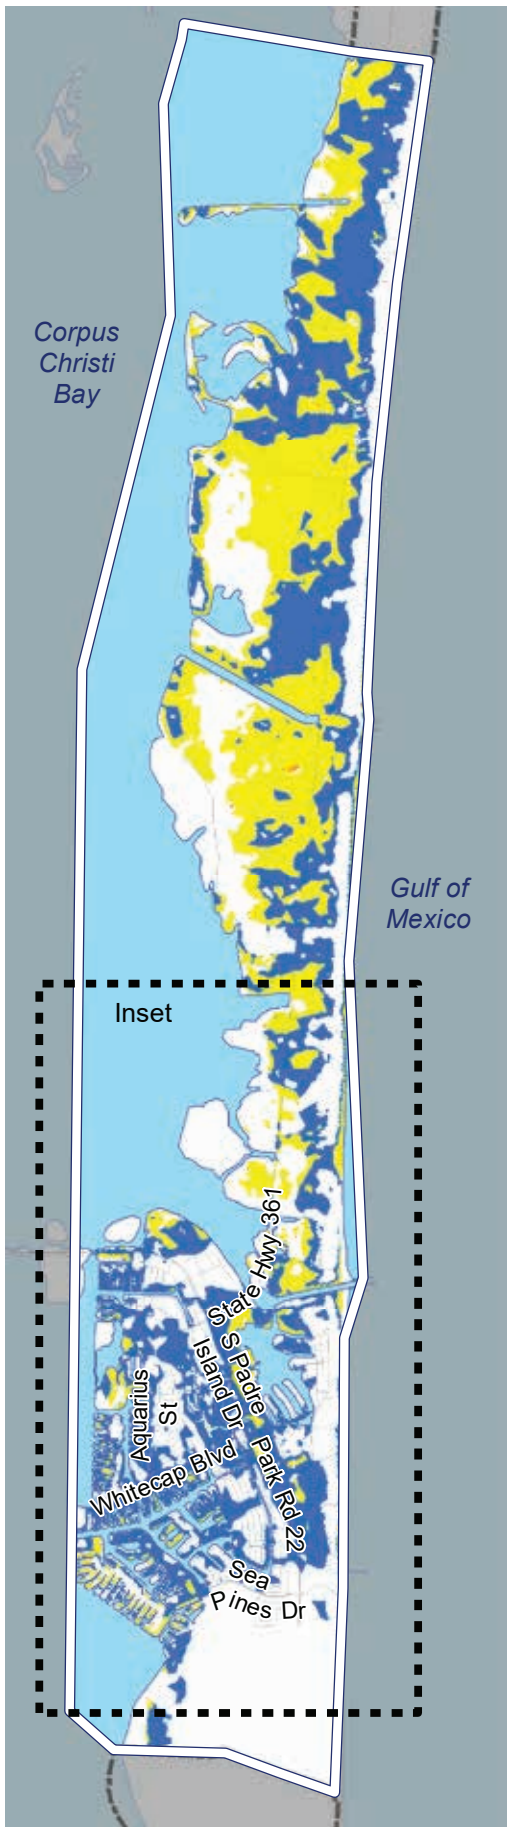 Corpus
Christi
Bay
Gulf of
Mexico
Inset
State Hwy 361
S Padre
Island Dr
Aquarius
St
Park Rd 22
Whitecap Blvd
Sea
Pines Dr